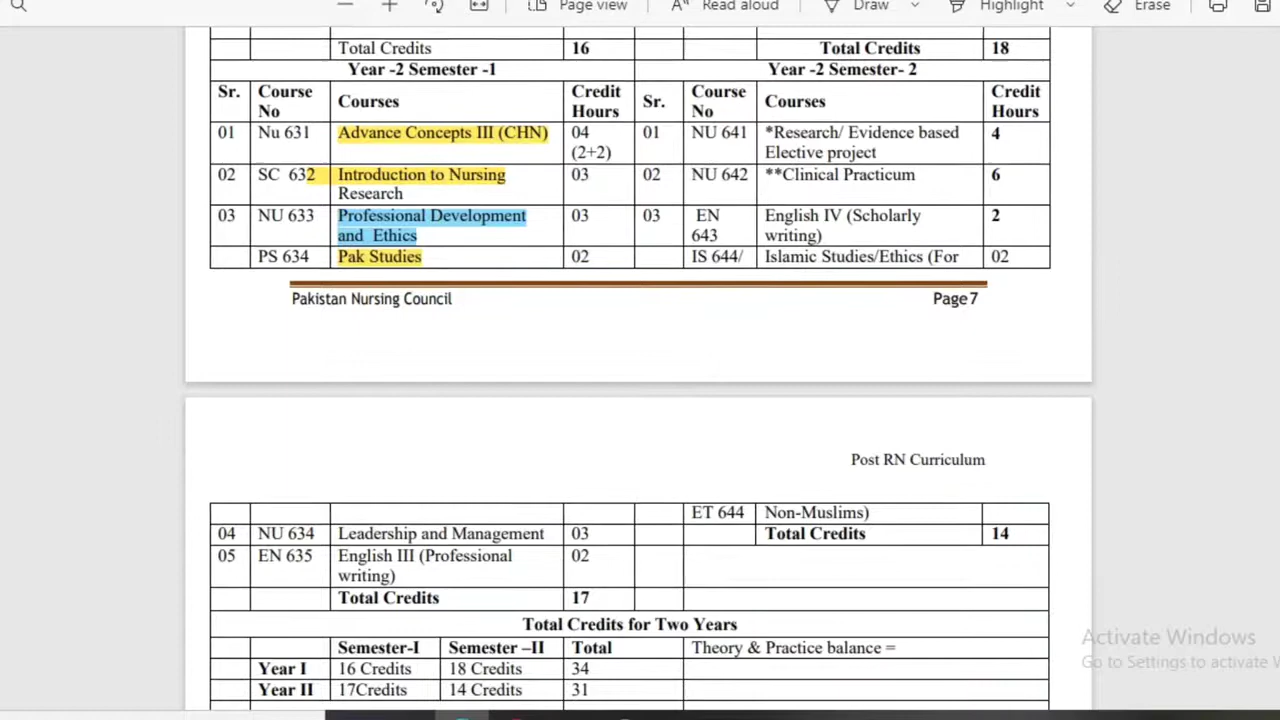 Page view Read aloud Draw Highlight Erase
Total Credits 16 Total Credits 18
Year -2 Semester -1 Year -2 Semester- 2
Sr. Course No Courses Credit Hours Sr. Course No Courses Credit Hours
01 Nu 631 Advance Concepts III (CHN) 04 (2+2) 01 NU 641 *Research/ Evidence based Elective project 4
02 SC 632 Introduction to Nursing Research 03 02 NU 642 **Clinical Practicum 6
03 NU 633 Professional Development and Ethics 03 03 EN 643 English IV (Scholarly writing) 2
PS 634 Pak Studies 02 IS 644/ Islamic Studies/Ethics (For 02
Pakistan Nursing Council Page7
Post RN Curriculum
ET 644 Non-Muslims)
04 NU 634 Leadership and Management 03 Total Credits 14
05 EN 635 English III (Professional writing) 02
Total Credits 17
Total Credits for Two Years
Semester-I Semester –II Total Theory & Practice balance =
Year I 16 Credits 18 Credits 34
Year II 17Credits 14 Credits 31
Activate Windows
Go to Settings to activate W